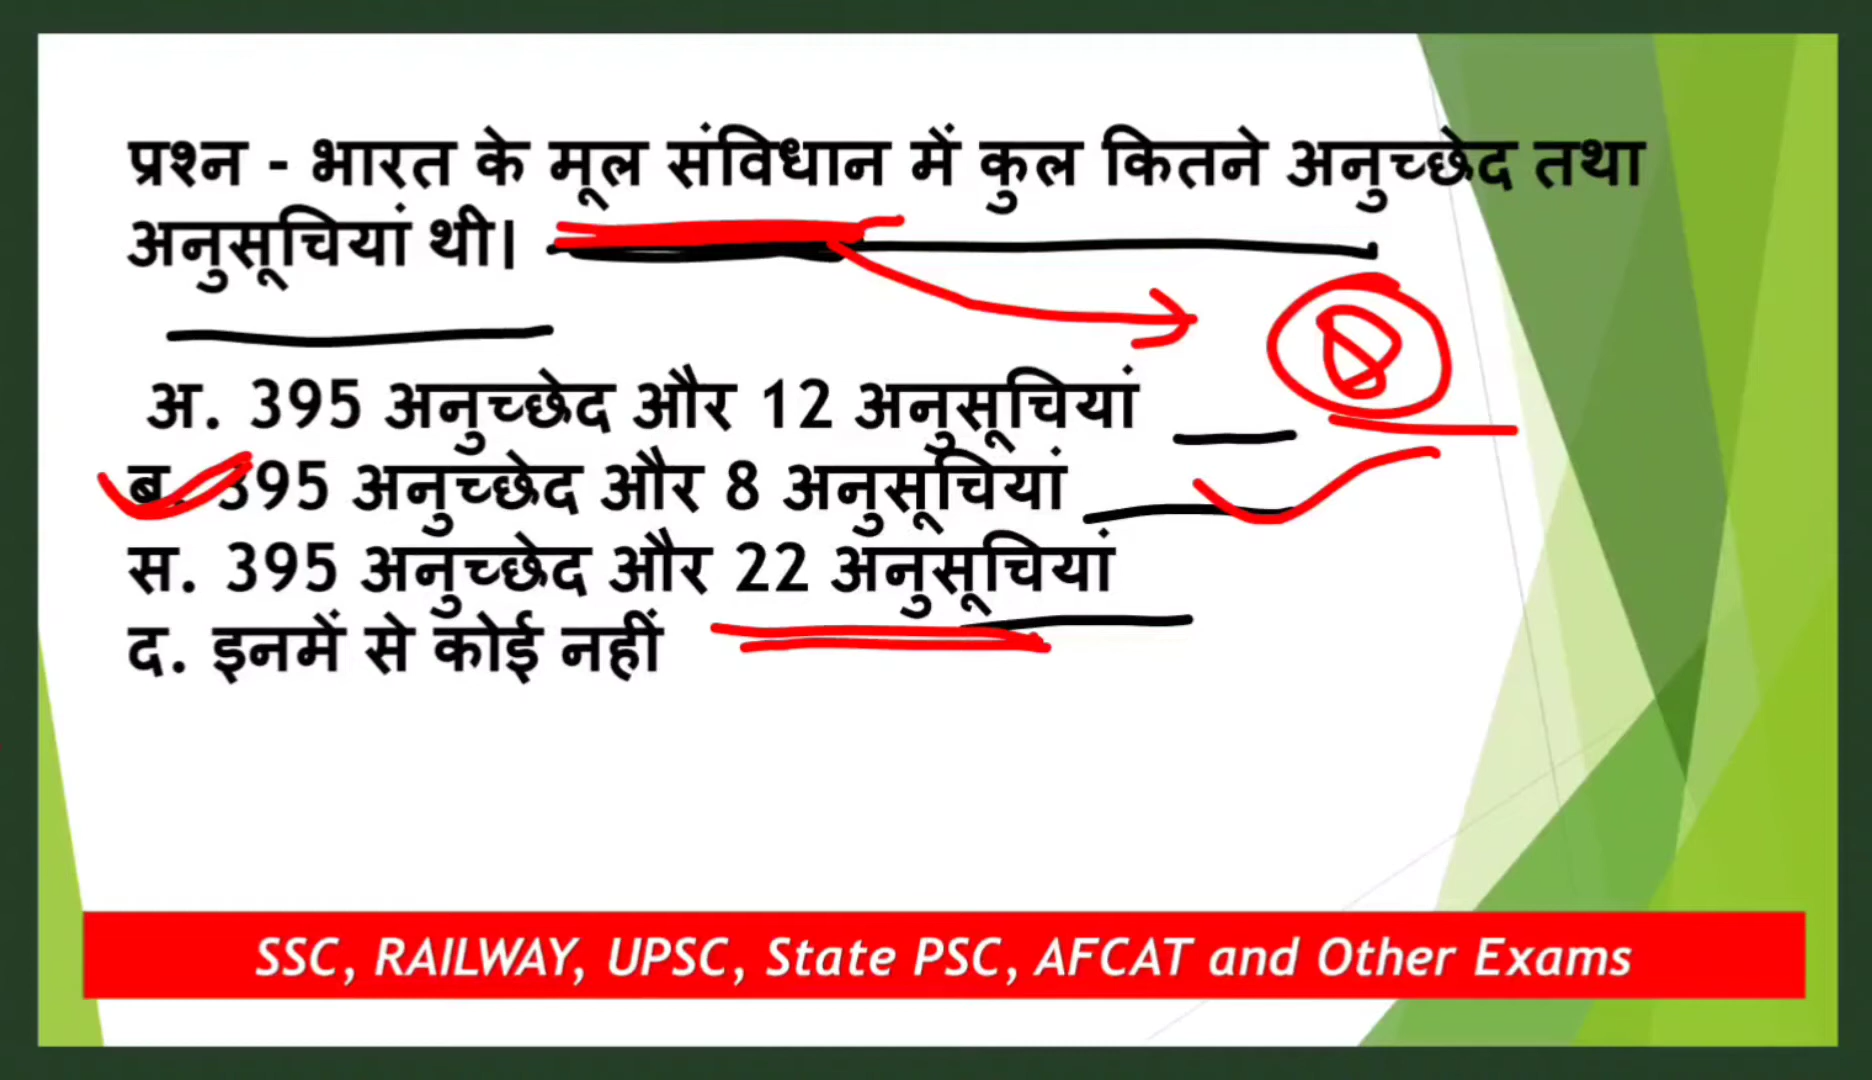 प्रश्न - भारत के मूल संविधान में कुल कितने अनुच्छेद तथा
अनुसूचियां थी।
अ. 395 अनुच्छेद और 12 अनुसूचियां
ब. 395 अनुच्छेद और 8 अनुसूचियां
स. 395 अनुच्छेद और 22 अनुसूचियां
द. इनमें से कोई नहीं
SSC, RAILWAY, UPSC, State PSC, AFCAT and Other Exams